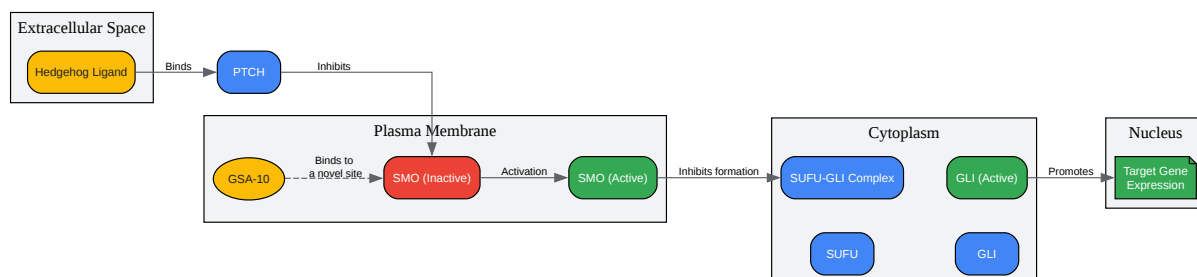 Extracellular Space
Hedgehog Ligand
Binds
PTCH
Inhibits
Plasma Membrane
GSA-10
Binds to
a novel site
SMO (Inactive)
Activation
SMO (Active)
Inhibits formation
Cytoplasm
SUFU-GLI Complex
GLI (Active)
SUFU
GLI
Promotes
Nucleus
Target Gene
Expression